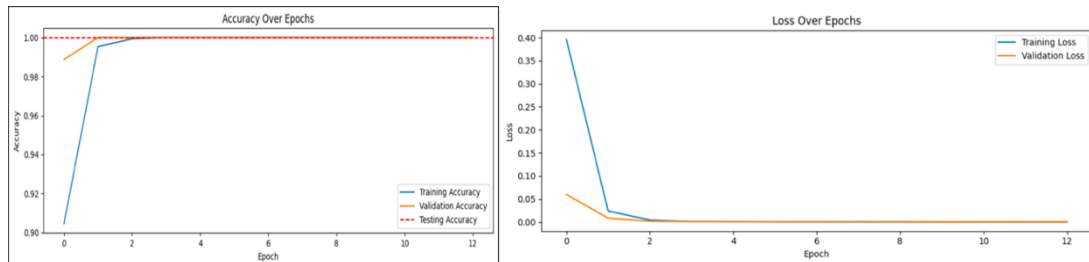 Accuracy Over Epochs
1.00
0.98
0.96
0.94
0.92
0.90
Accuracy
Training Accuracy
Validation Accuracy
Testing Accuracy
0 2 4 6 8 10 12
Epoch
Loss Over Epochs
0.40
0.35
0.30
0.25
0.20
0.15
0.10
0.05
0.00
Loss
Training Loss
Validation Loss
0 2 4 6 8 10 12
Epoch